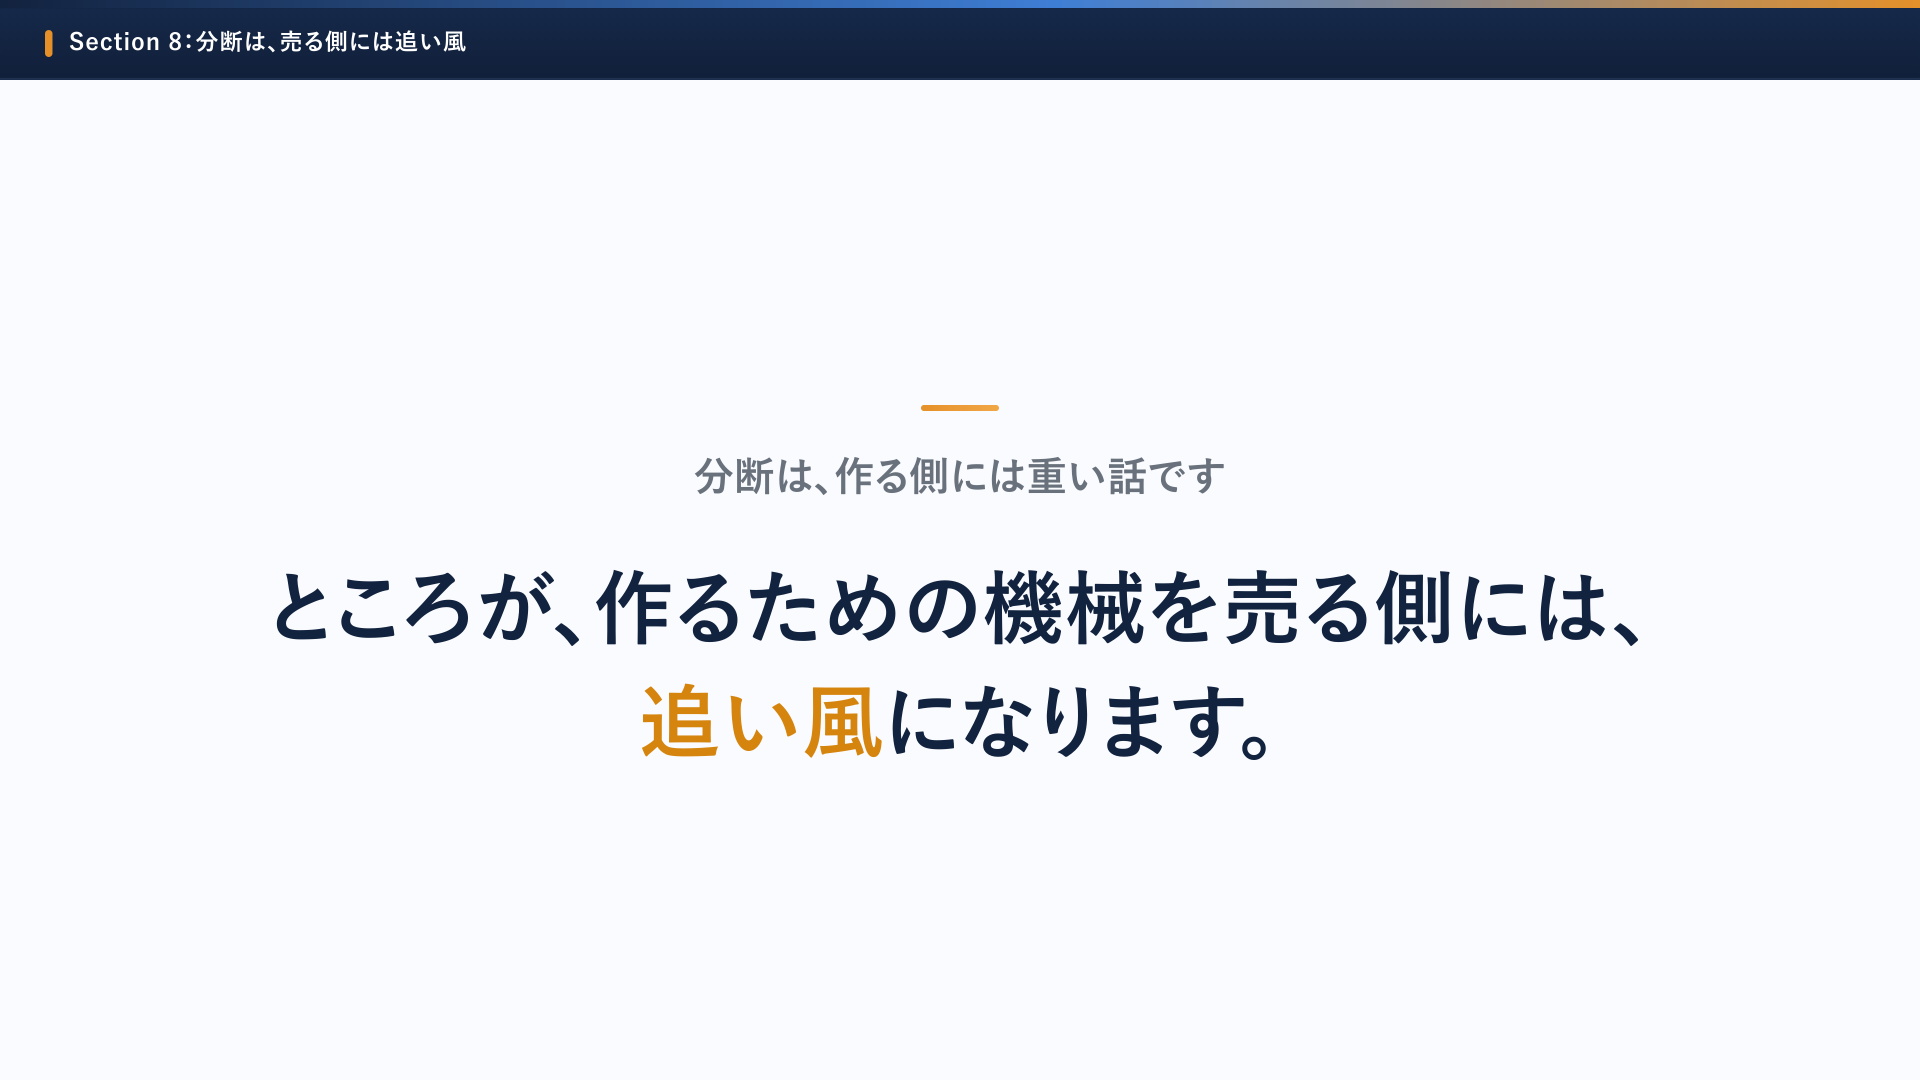 Section 8：分断は、売る側には追い風
分断は、作る側には重い話です
ところが、作るための機械を売る側には、
追い風になります。